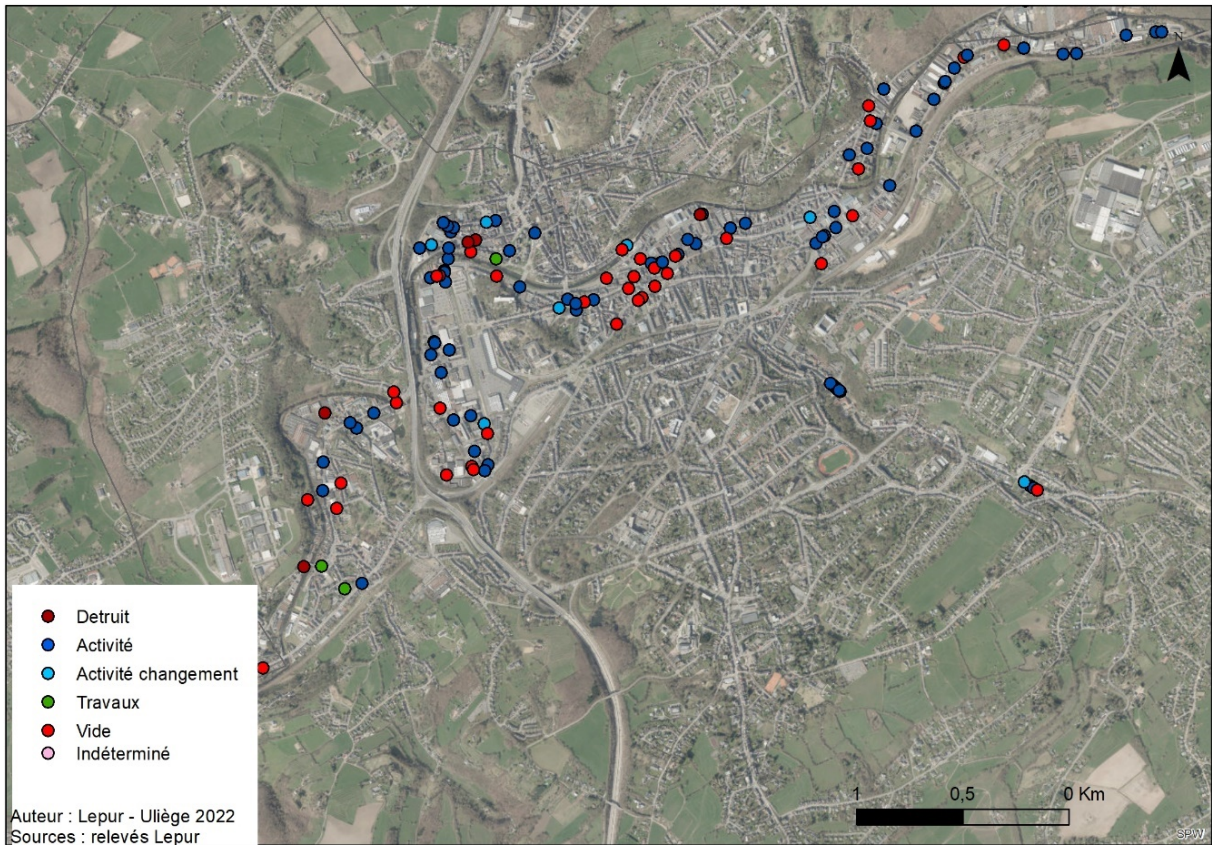 N
Detruit
Activité
Activité changement
Travaux
Vide
Indéterminé
Auteur : Lepur - Uliège 2022
Sources : relevés Lepur
1 0,5 0 Km
SPW